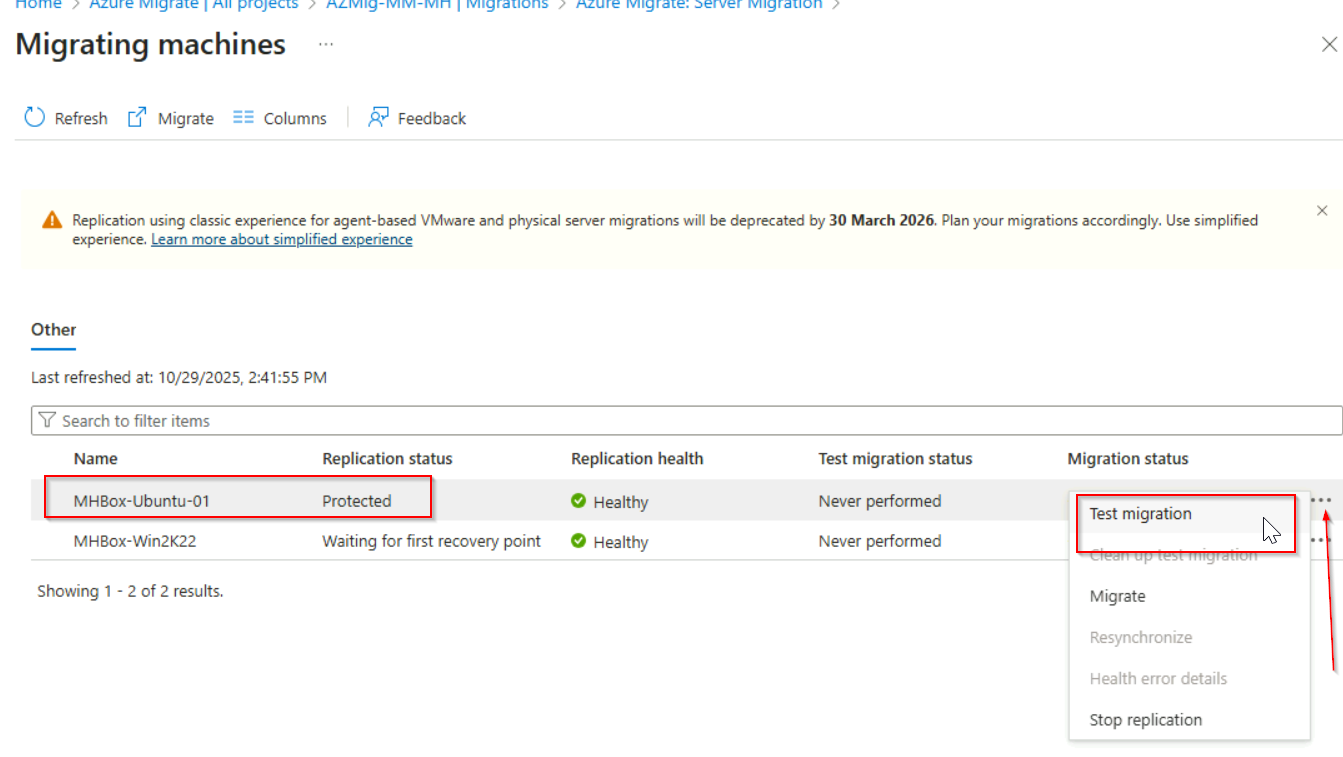 Home > Azure Migrate | All projects > AZMig-MM-MH | Migrations > Azure Migrate: Server Migration >
Migrating machines ...
Refresh Migrate Columns Feedback
Replication using classic experience for agent-based VMware and physical server migrations will be deprecated by 30 March 2026. Plan your migrations accordingly. Use simplified
experience. Learn more about simplified experience
Other
Last refreshed at: 10/29/2025, 2:41:55 PM
Search to filter items
Name Replication status Replication health Test migration status Migration status
MHBox-Ubuntu-01 Protected Healthy Never performed
MHBox-Win2K22 Waiting for first recovery point Healthy Never performed
Showing 1 - 2 of 2 results.
Test migration
Clean up test migration
Migrate
Resynchronize
Health error details
Stop replication